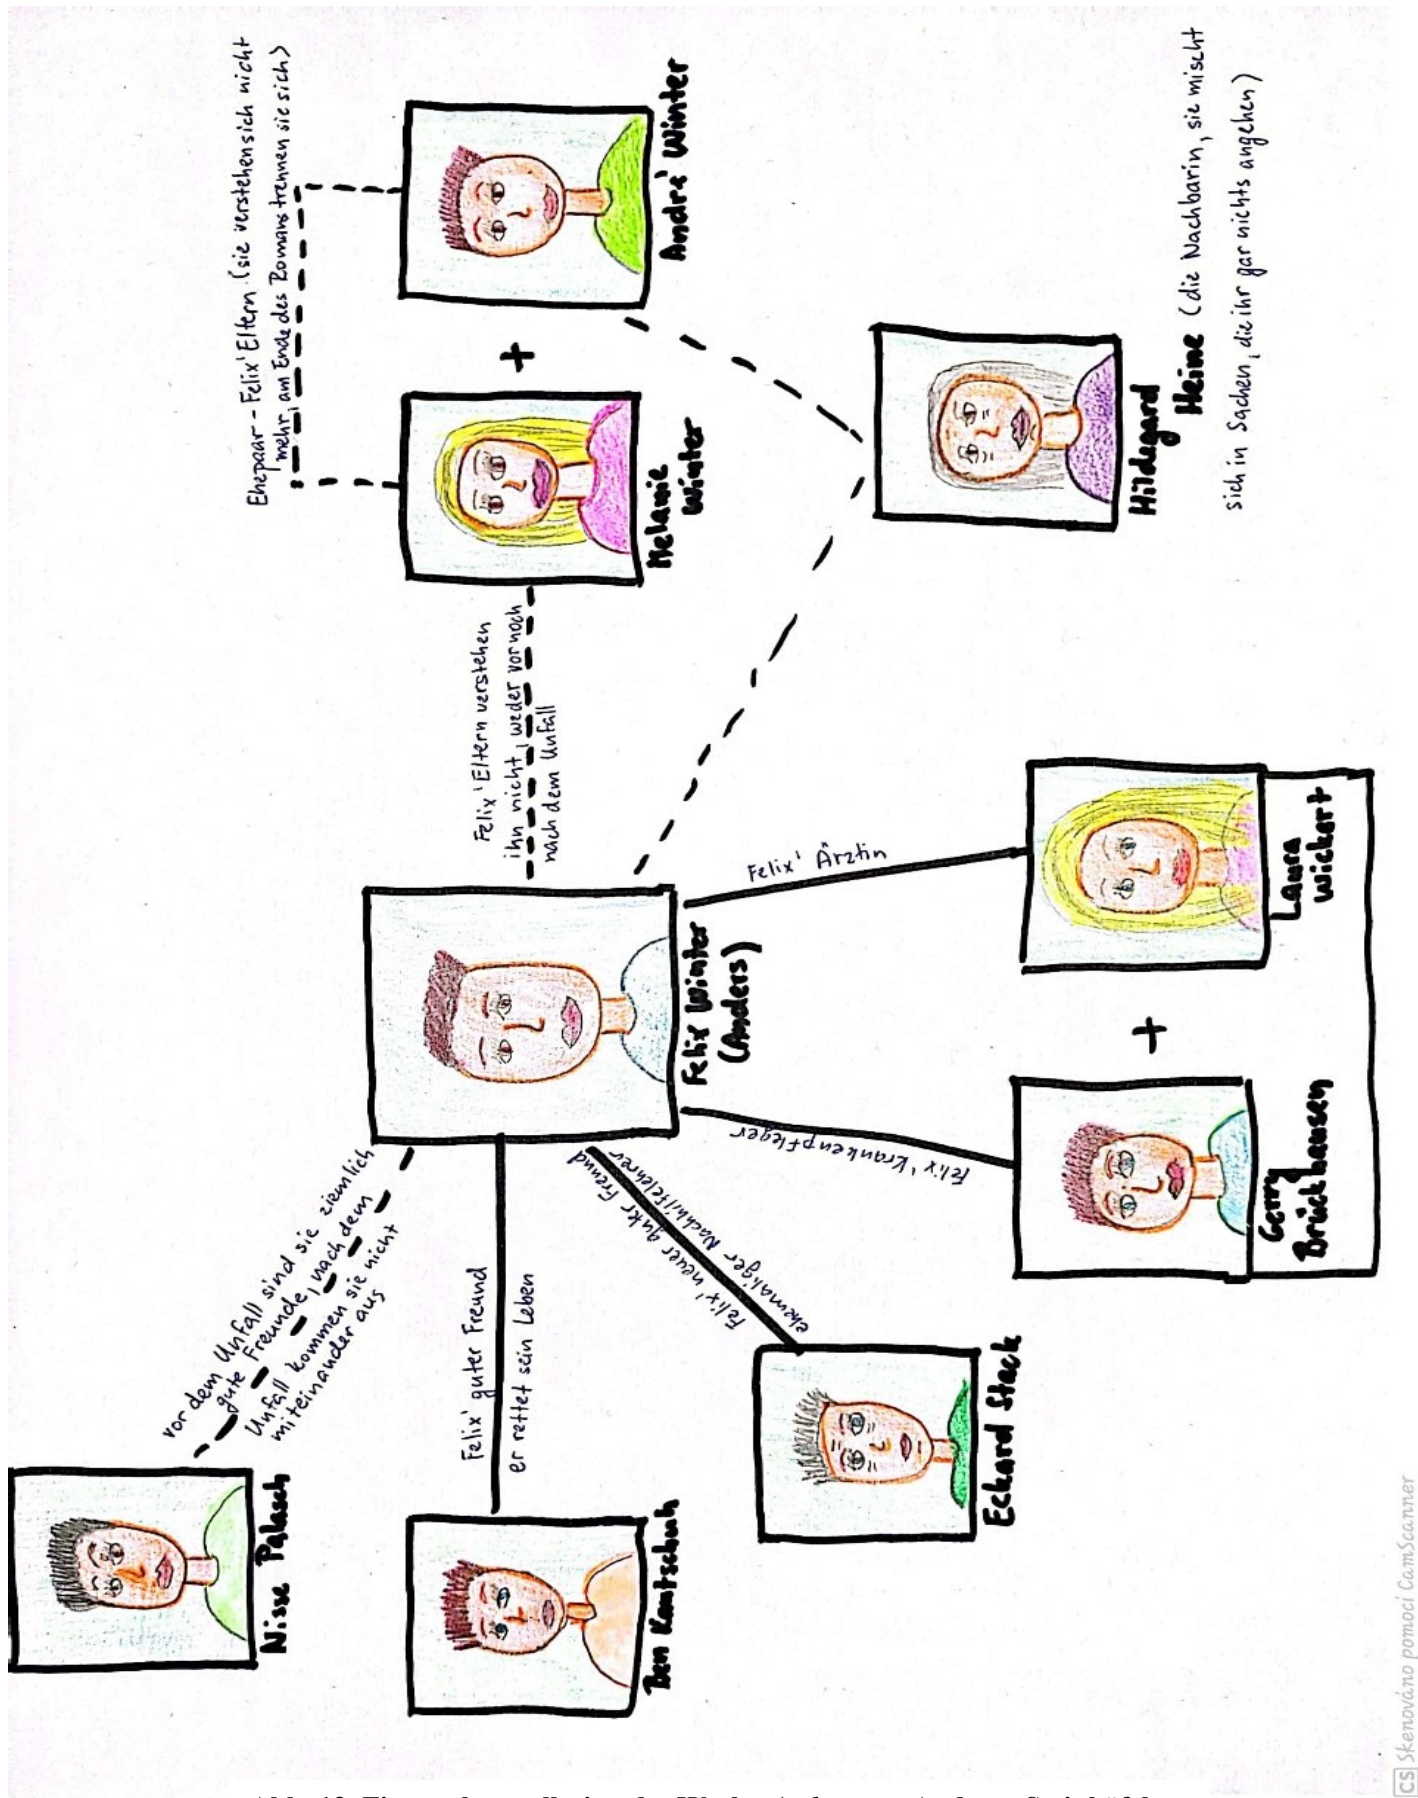 vor dem Unfall sind sie ziemlich
gute Freunde, nach dem
Unfall kommen sie nicht
miteinander aus
Nisse Palasch
Felix' guter Freund
er rettet sein Leben
Ben Kautschuh
Felix' neuer guter Freund
ehemaliger Nachhilfelehrer
Eckard Stack
Felix Winter
(Anders)
Felix' Krankenpfleger
Gerry
Brückhausen
+
Felix' Ärztin
Laura
Wickert
Felix' Eltern verstehen
ihn nicht, weder vor noch
nach dem Unfall
Ehepaar - Felix' Eltern (sie verstehen sich nicht
mehr, am Ende des Romans trennen sie sich)
Melanie
Winter
+
André Winter
Hildegard
Heine (die Nachbarin, sie mischt
sich in Sachen, die ihr gar nichts angehen)
CS Skenováno pomocí CamScanner